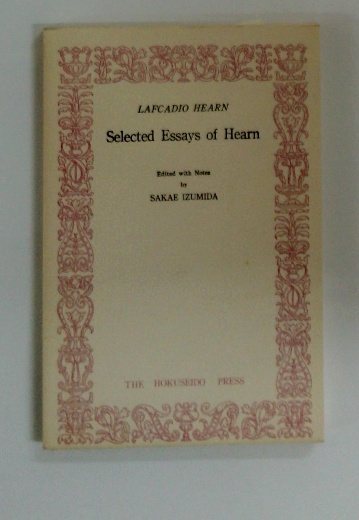 LAFCADIO HEARN
Selected Essays of Hearn
Edited with Notes
by
SAKAE IZUMIDA
THE HOKUSEIDO PRESS